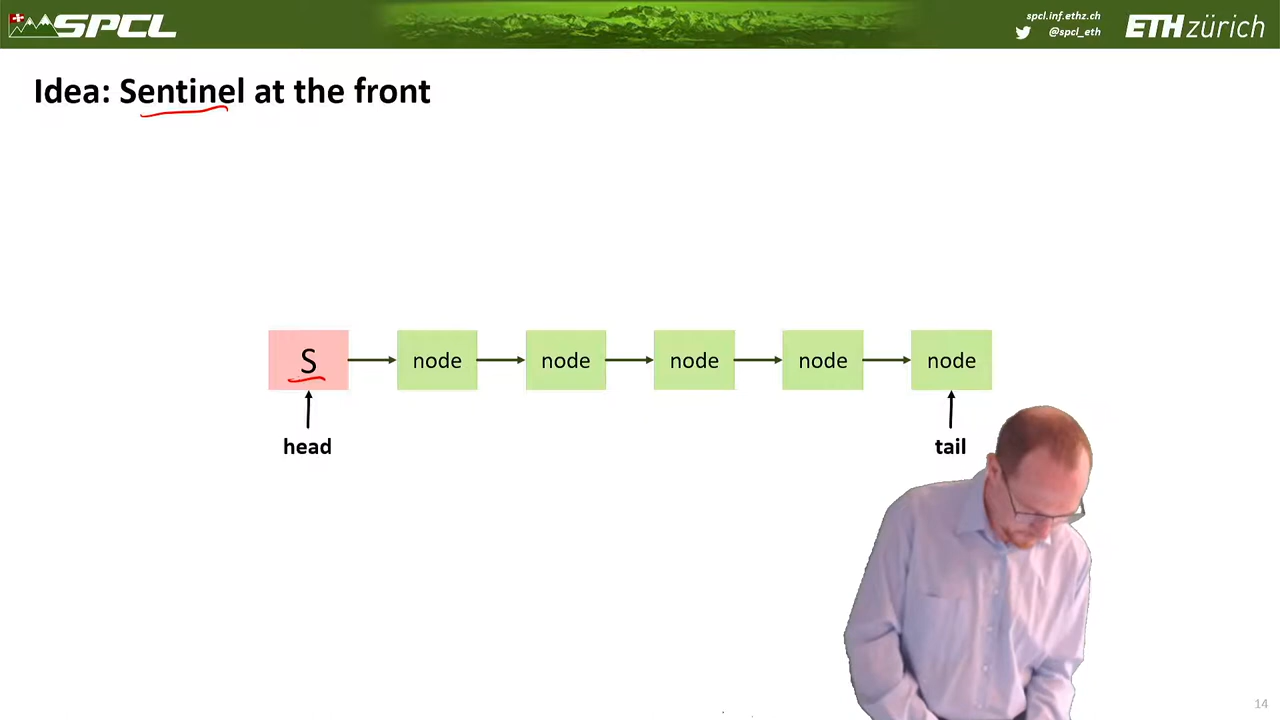 SPCL
spcl.inf.ethz.ch
@spcl_eth
ETH zürich
Idea: Sentinel at the front
S node node node node node
head tail
14